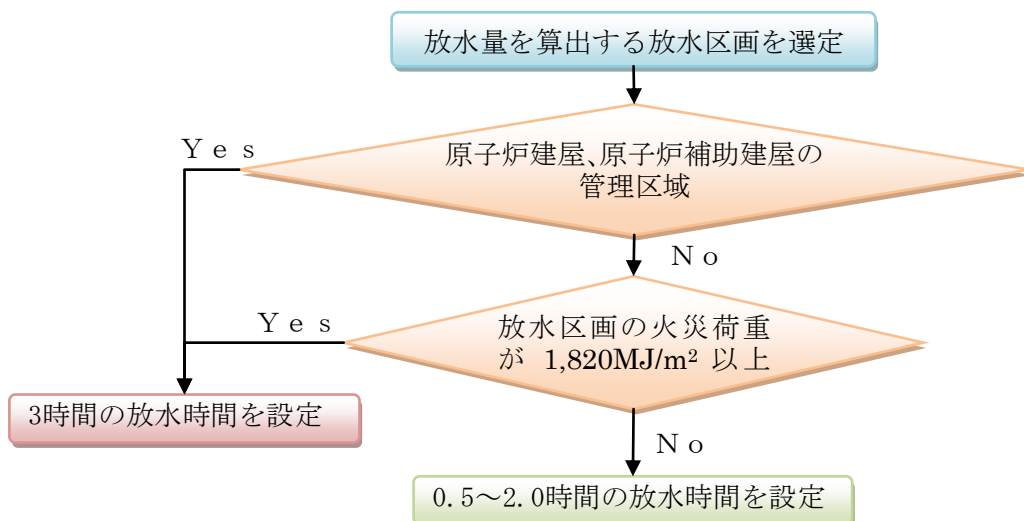 放水量を算出する放水区画を選定
Yes
原子炉建屋、原子炉補助建屋の
管理区域
No
Yes
放水区画の火災荷重
が 1,820MJ/m² 以上
3時間の放水時間を設定
No
0.5～2.0時間の放水時間を設定